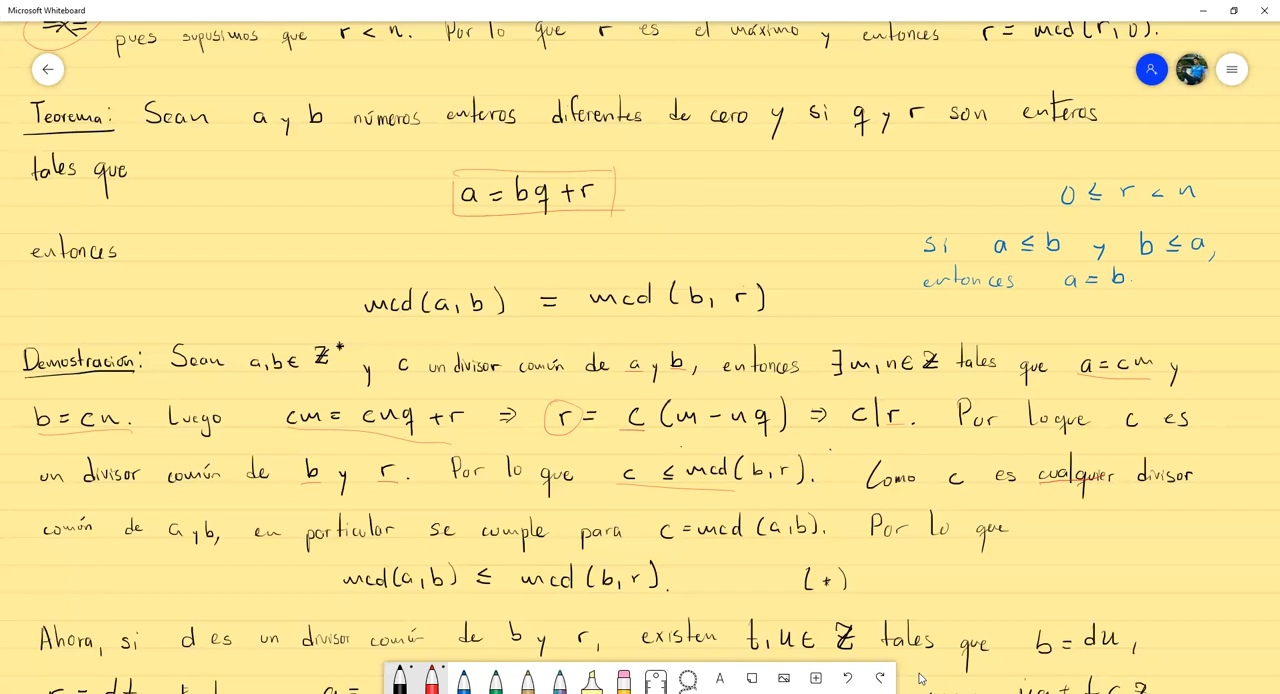 Microsoft Whiteboard
pues supusimos que r < n. Por lo que r es el máximo y entonces r = mcd(r,0).
Teorema: Sean a y b números enteros diferentes de cero y si q y r son enteros
tales que
a = bq + r
0 ≤ r < n
entonces
si a ≤ b y b ≤ a,
entonces a = b.
mcd(a,b) = mcd(b,r)
Demostración: Sean a,b ∈ ℤ* y c un divisor común de a y b, entonces ∃ m,n ∈ ℤ tales que a = cm y
b = cn. Luego cm = cnq + r ⇒ r = c(m - nq) ⇒ c|r. Por lo que c es
un divisor común de b y r. Por lo que c ≤ mcd(b,r). Como c es cualquier divisor
común de a y b, en particular se cumple para c = mcd(a,b). Por lo que
mcd(a,b) ≤ mcd(b,r). (*)
Ahora, si d es un divisor común de b y r, existen t,u ∈ ℤ tales que b = du,
r = dt